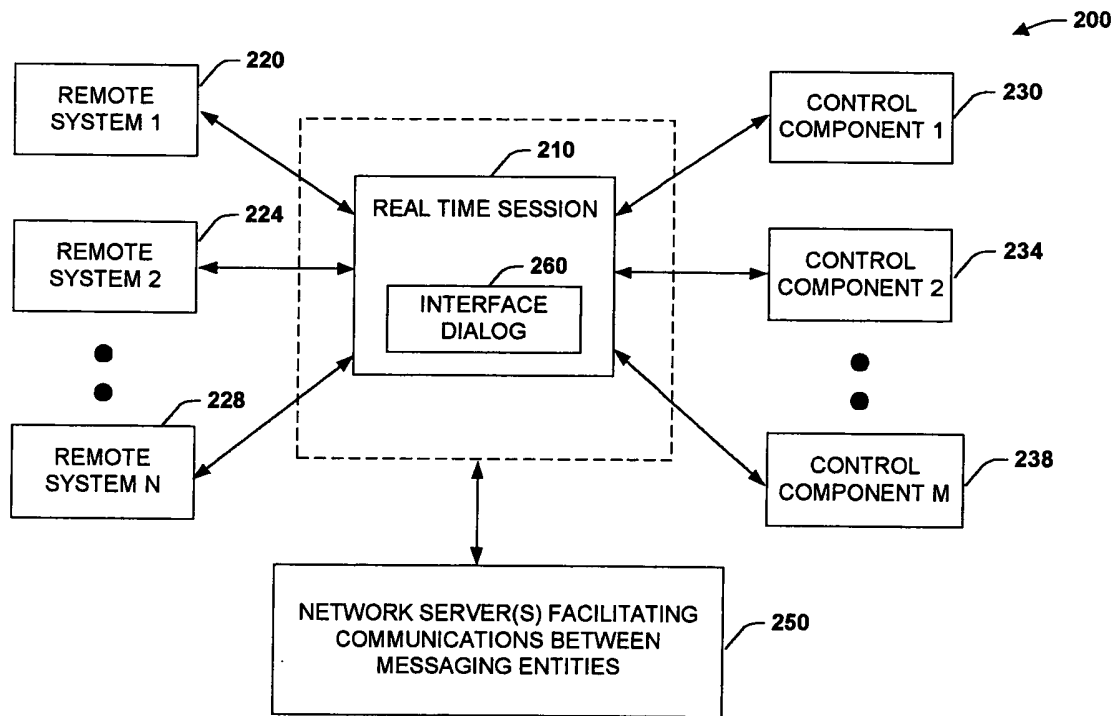 200
220
REMOTE
SYSTEM 1
CONTROL
COMPONENT 1
230
210
REAL TIME SESSION
224
REMOTE
SYSTEM 2
CONTROL
COMPONENT 2
234
260
INTERFACE
DIALOG
228
REMOTE
SYSTEM N
CONTROL
COMPONENT M
238
NETWORK SERVER(S) FACILITATING
COMMUNICATIONS BETWEEN
MESSAGING ENTITIES
250